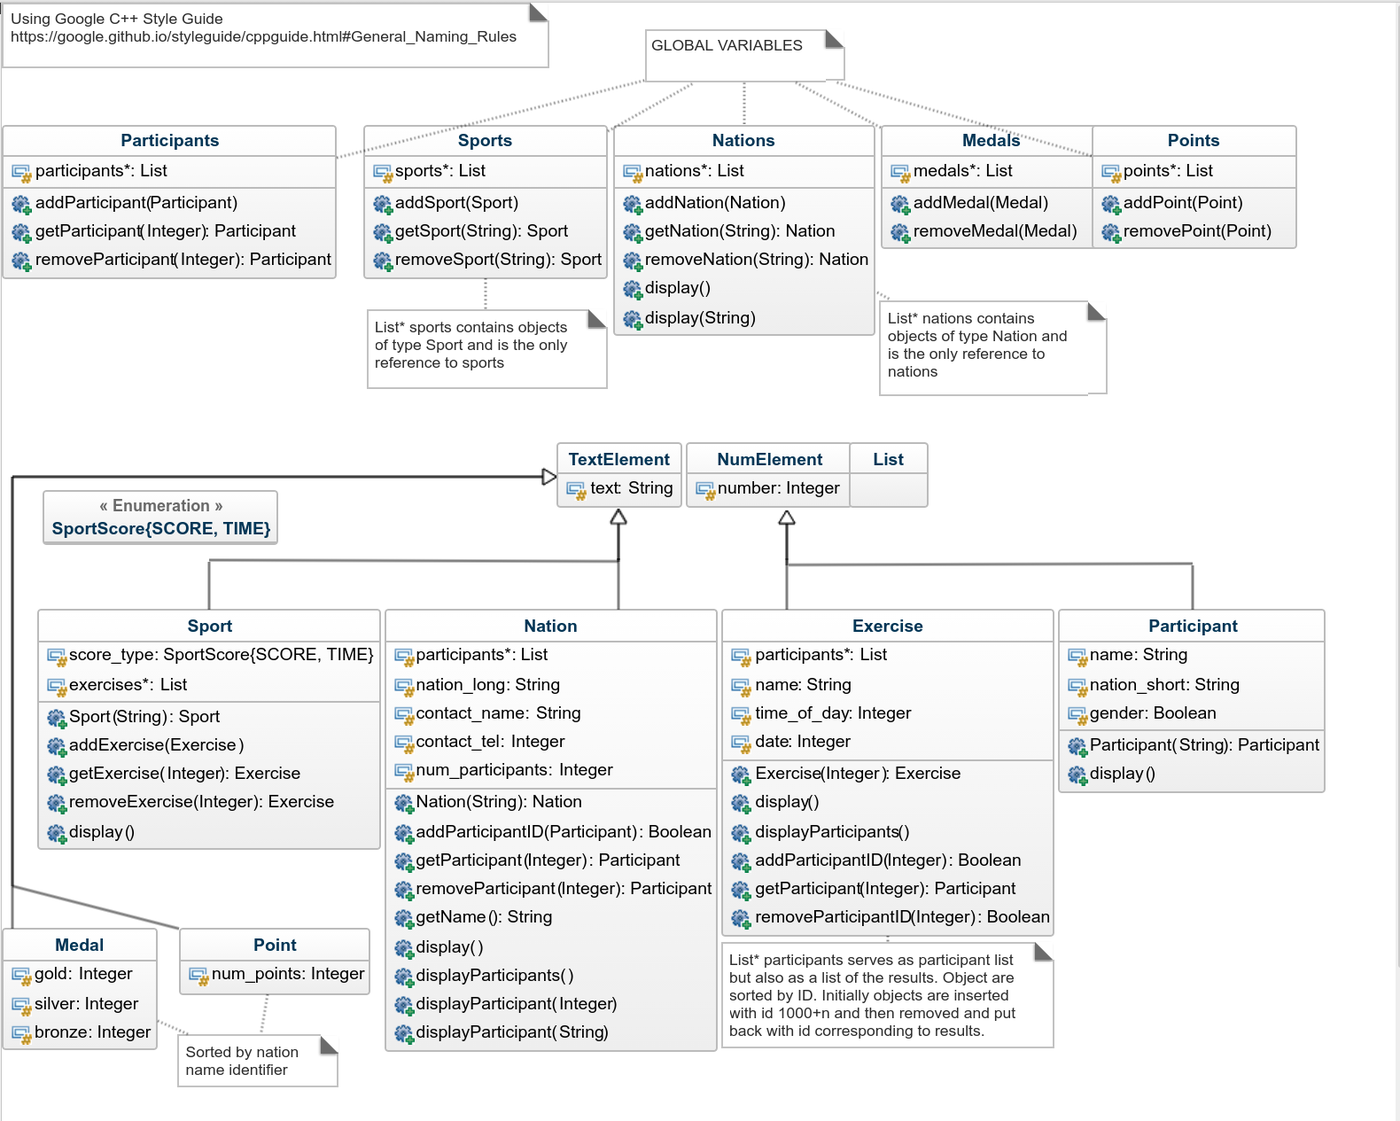 Using Google C++ Style Guide
https://google.github.io/styleguide/cppguide.html#General_Naming_Rules
GLOBAL VARIABLES
Participants
participants*: List
addParticipant(Participant)
getParticipant(Integer): Participant
removeParticipant(Integer): Participant
Sports
sports*: List
addSport(Sport)
getSport(String): Sport
removeSport(String): Sport
Nations
nations*: List
addNation(Nation)
getNation(String): Nation
removeNation(String): Nation
display()
display(String)
Medals
medals*: List
addMedal(Medal)
removeMedal(Medal)
Points
points*: List
addPoint(Point)
removePoint(Point)
List* sports contains objects
of type Sport and is the only
reference to sports
List* nations contains
objects of type Nation and
is the only reference to
nations
TextElement
text: String
NumElement
number: Integer
List
« Enumeration »
SportScore{SCORE, TIME}
Sport
score_type: SportScore{SCORE, TIME}
exercises*: List
Sport(String): Sport
addExercise(Exercise)
getExercise(Integer): Exercise
removeExercise(Integer): Exercise
display()
Nation
participants*: List
nation_long: String
contact_name: String
contact_tel: Integer
num_participants: Integer
Nation(String): Nation
addParticipantID(Participant): Boolean
getParticipant(Integer): Participant
removeParticipant(Integer): Participant
getName(): String
display()
displayParticipants()
displayParticipant(Integer)
displayParticipant(String)
Exercise
participants*: List
name: String
time_of_day: Integer
date: Integer
Exercise(Integer): Exercise
display()
displayParticipants()
addParticipantID(Integer): Boolean
getParticipant(Integer): Participant
removeParticipantID(Integer): Boolean
Participant
name: String
nation_short: String
gender: Boolean
Participant(String): Participant
display()
Medal
gold: Integer
silver: Integer
bronze: Integer
Point
num_points: Integer
Sorted by nation
name identifier
List* participants serves as participant list
but also as a list of the results. Object are
sorted by ID. Initially objects are inserted
with id 1000+n and then removed and put
back with id corresponding to results.